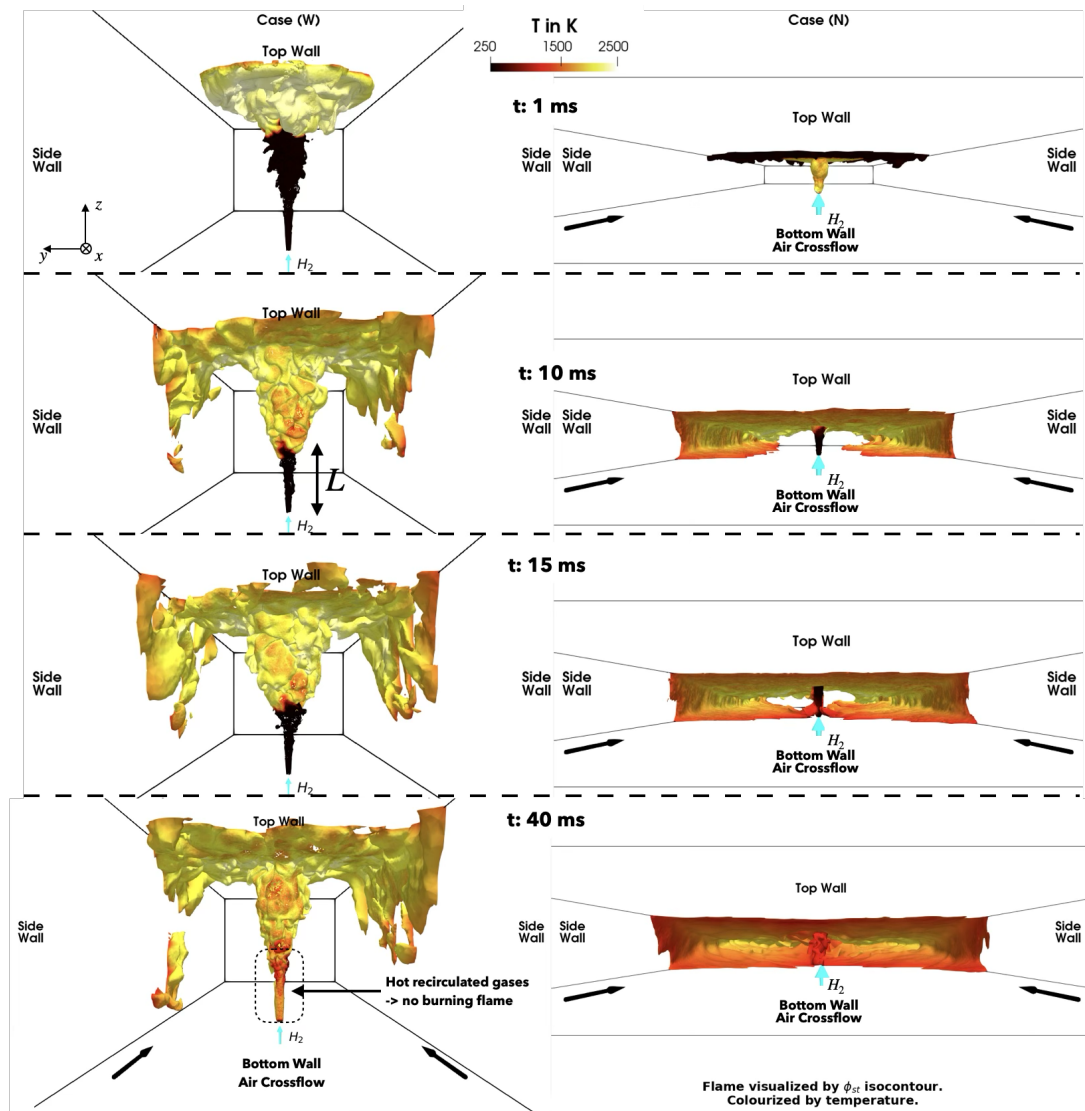 Case (W)
T in K
Case (N)
250
1500
2500
Top Wall
t: 1 ms
Top Wall
Side
Wall
Side
Wall
Side
Wall
Side
Wall
z
y
x
H2
H2
Bottom Wall
Air Crossflow
Top Wall
t: 10 ms
Top Wall
Side
Wall
Side
Wall
Side
Wall
Side
Wall
L
H2
H2
Bottom Wall
Air Crossflow
Top Wall
t: 15 ms
Top Wall
Side
Wall
Side
Wall
Side
Wall
Side
Wall
H2
H2
Bottom Wall
Air Crossflow
Top Wall
t: 40 ms
Top Wall
Side
Wall
Side
Wall
Side
Wall
Side
Wall
Hot recirculated gases
-> no burning flame
H2
H2
Bottom Wall
Air Crossflow
Bottom Wall
Air Crossflow
Flame visualized by ϕst isocontour.
Colourized by temperature.